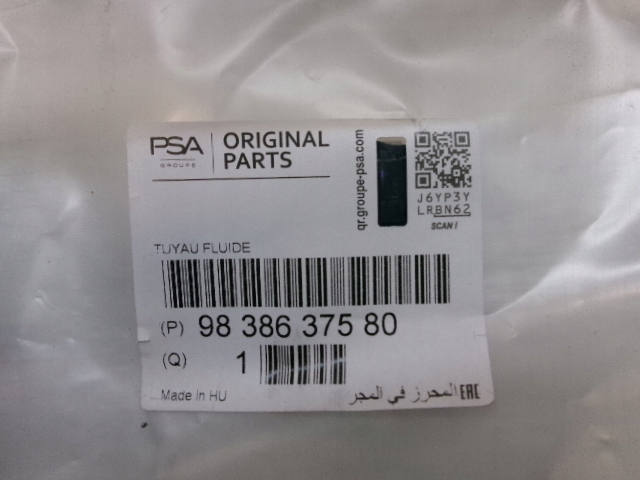 PSA
GROUPE
ORIGINAL
PARTS
qr.groupe-psa.com
J6YP3Y
LRBN62
SCAN !
TUYAU FLUIDE
(P) 98 386 375 80
(Q) 1
Made in HU
المحرز في المجر EAC